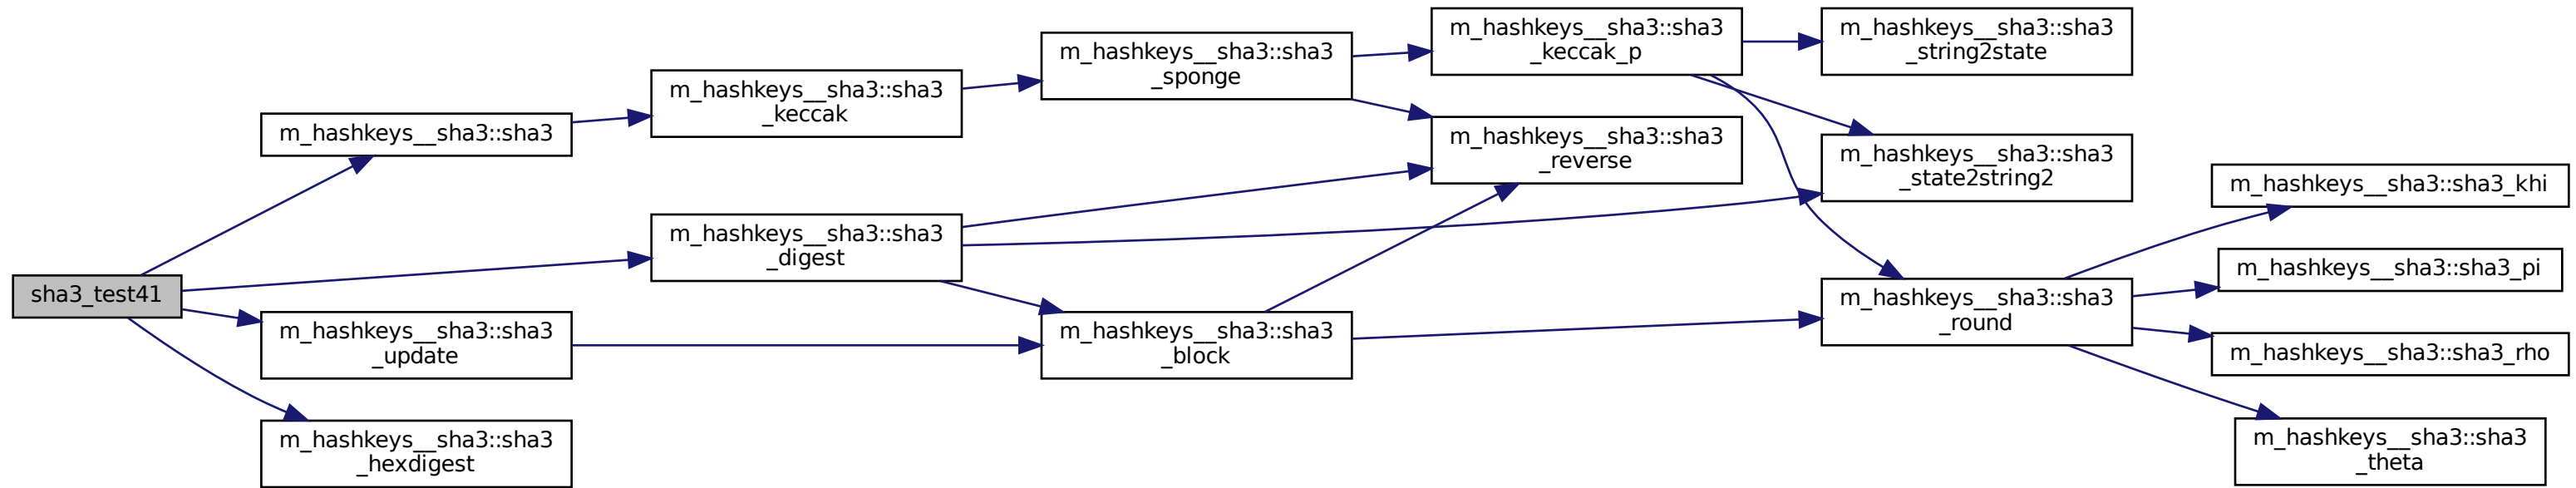 sha3_test41
m_hashkeys__sha3::sha3
m_hashkeys__sha3::sha3
_keccak
m_hashkeys__sha3::sha3
_sponge
m_hashkeys__sha3::sha3
_keccak_p
m_hashkeys__sha3::sha3
_string2state
m_hashkeys__sha3::sha3
_reverse
m_hashkeys__sha3::sha3
_state2string2
m_hashkeys__sha3::sha3
_digest
m_hashkeys__sha3::sha3
_update
m_hashkeys__sha3::sha3
_block
m_hashkeys__sha3::sha3
_round
m_hashkeys__sha3::sha3_khi
m_hashkeys__sha3::sha3_pi
m_hashkeys__sha3::sha3_rho
m_hashkeys__sha3::sha3
_theta
m_hashkeys__sha3::sha3
_hexdigest